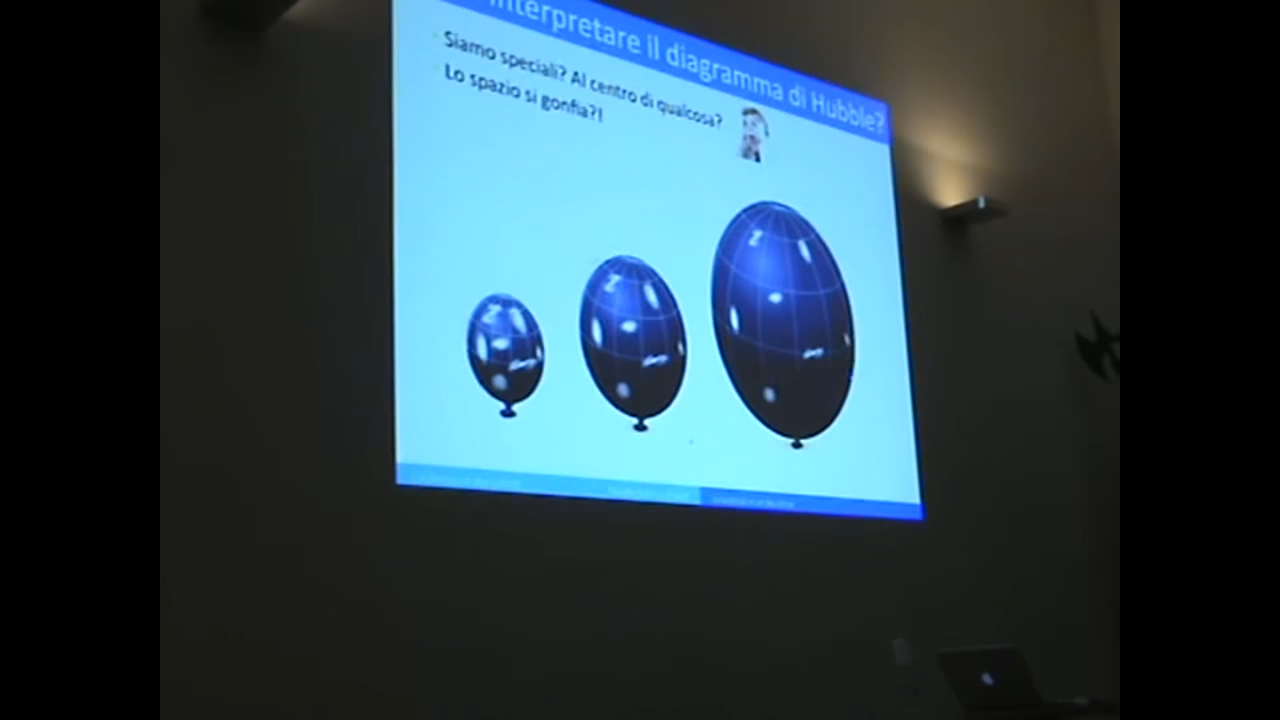 interpretare il diagramma di Hubble?
Siamo speciali? Al centro di qualcosa?
Lo spazio si gonfia?!